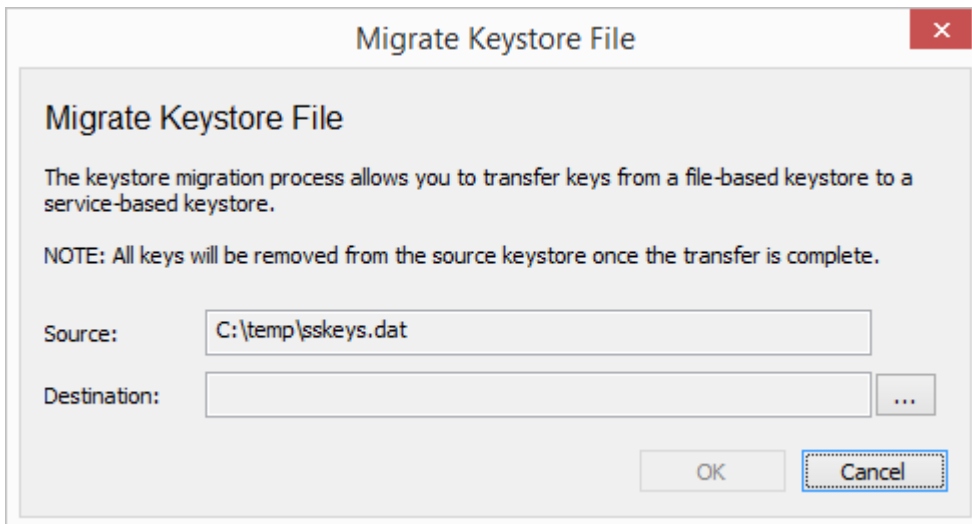 Migrate Keystore File
Migrate Keystore File
The keystore migration process allows you to transfer keys from a file-based keystore to a
service-based keystore.
NOTE: All keys will be removed from the source keystore once the transfer is complete.
Source: C:\temp\sskeys.dat
Destination: ...
OK Cancel